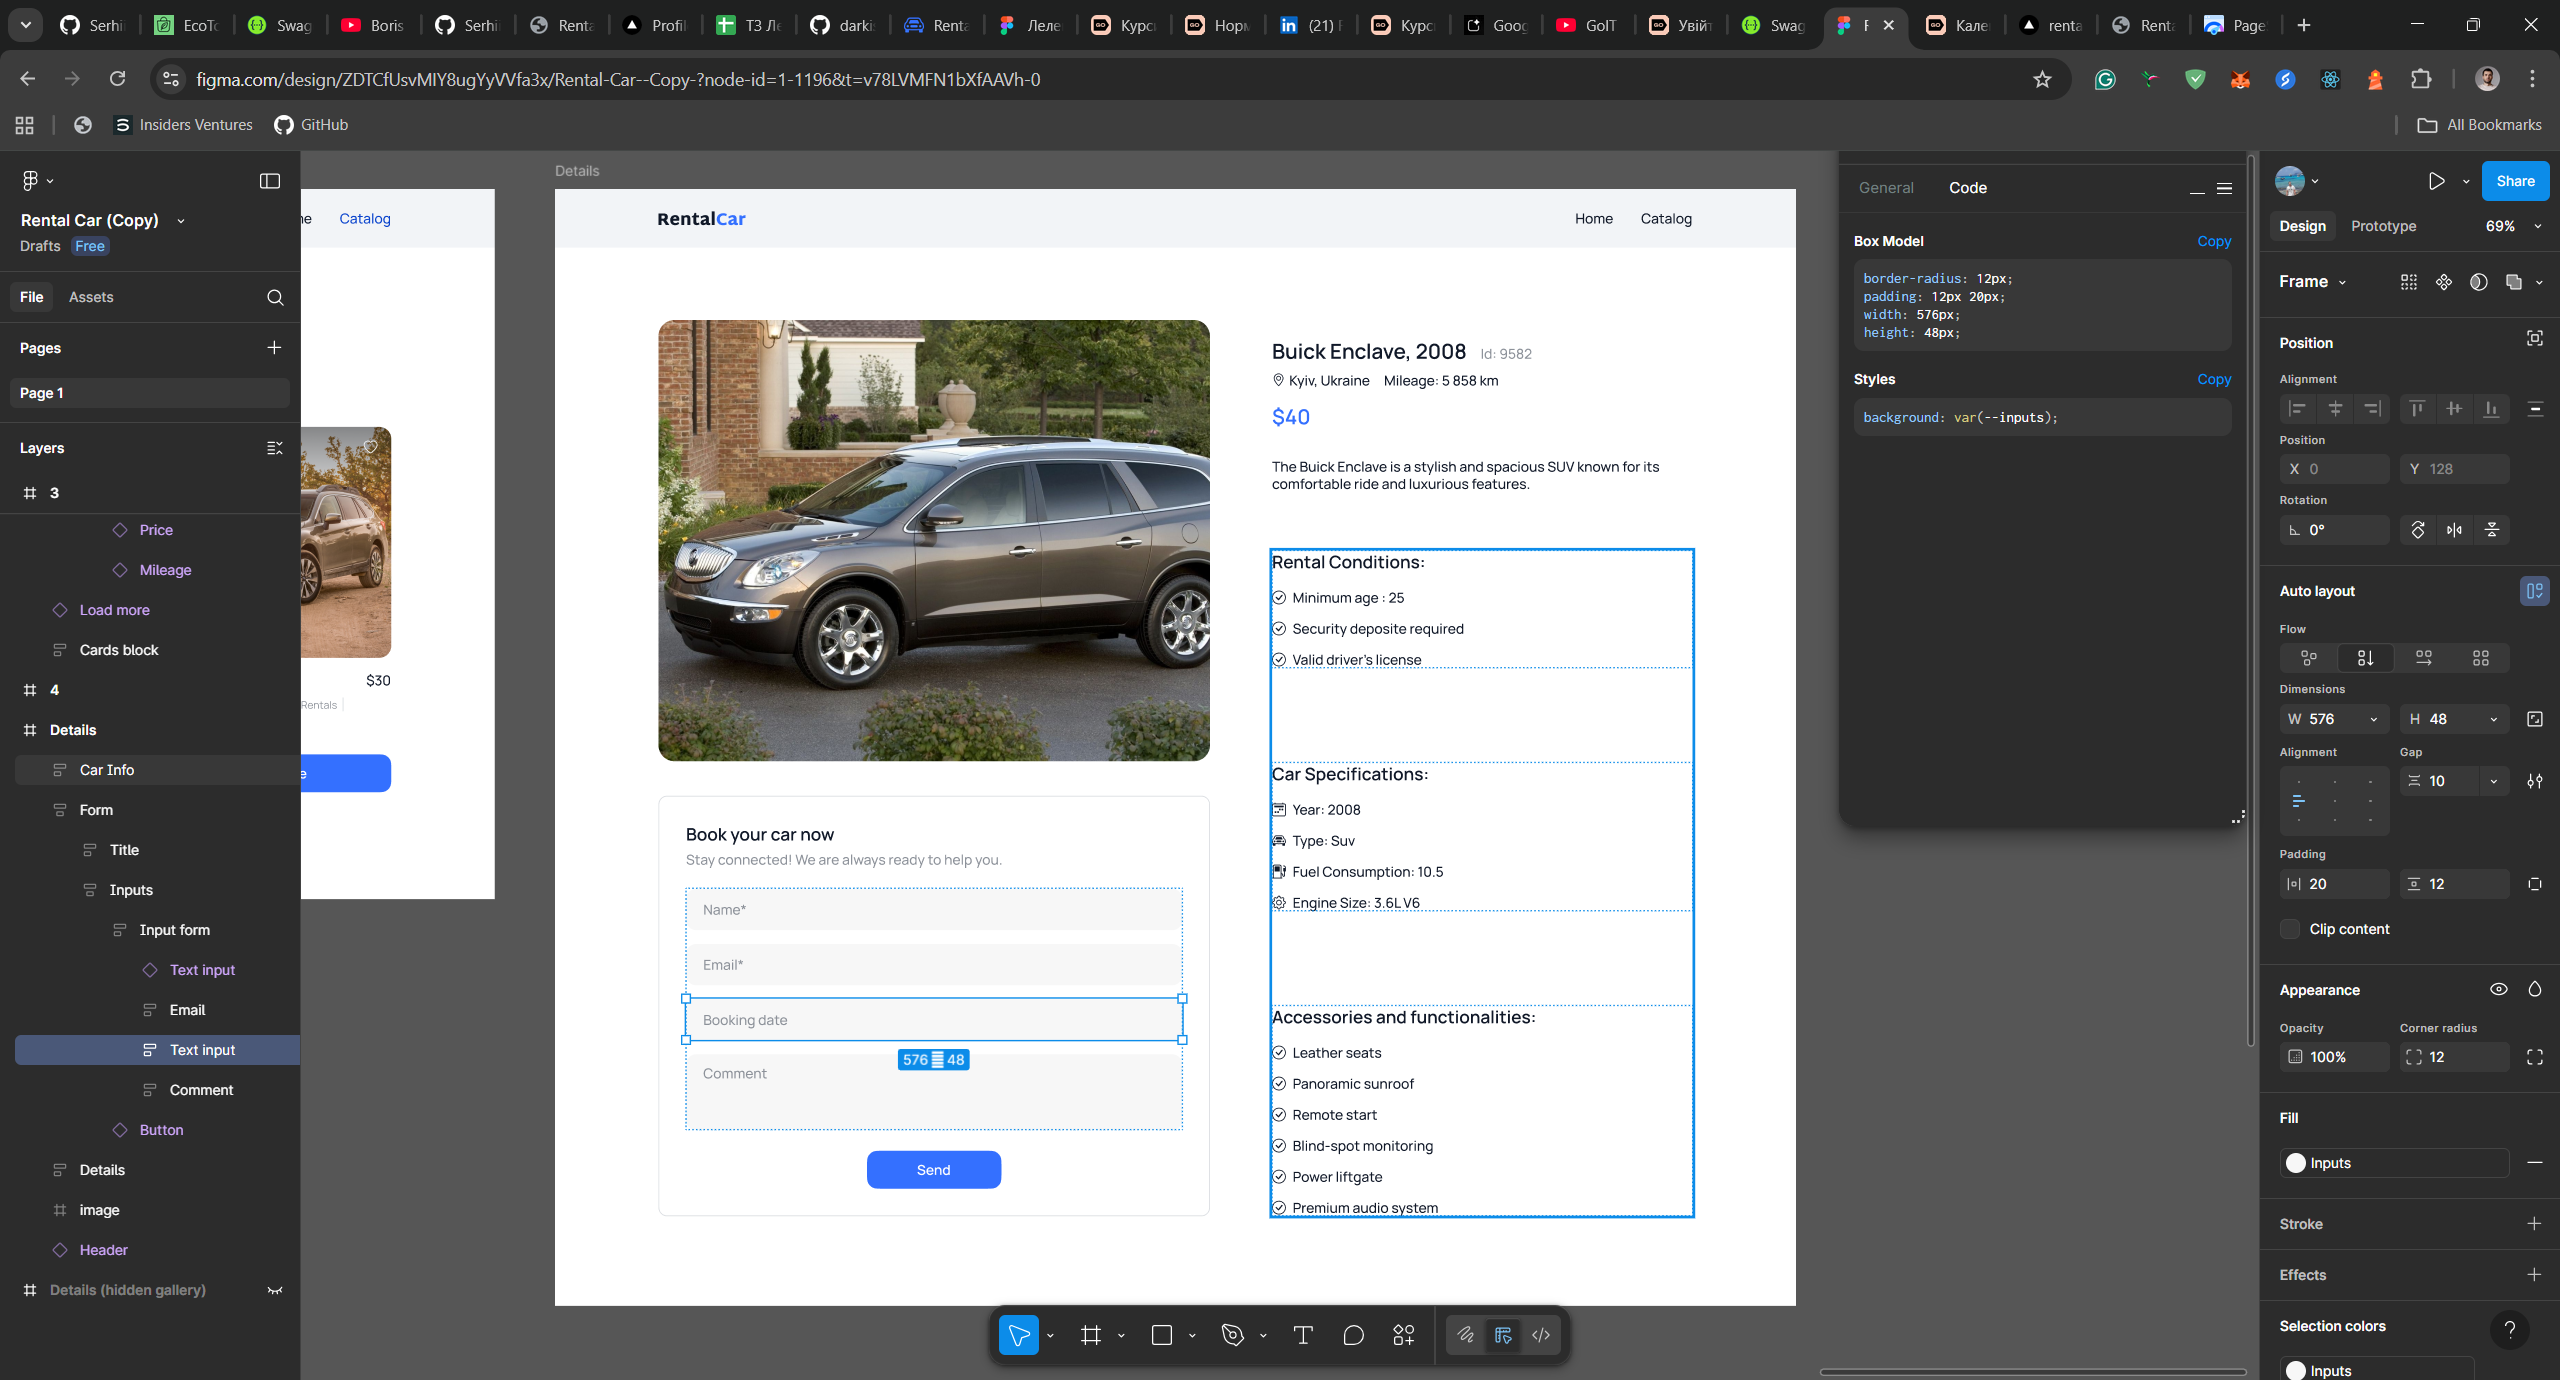 Serhii
EcoTo
Swag
Boris
Serhii
Renta
Profil
ТЗ Ле
darki
Renta
Леле
Курс
Норм
(21) F
Курс
Goog
GoIT
Увій
Swag
F
Кале
renta
Renta
Page
figma.com/design/ZDTCfUsvMIY8ugYyVVfa3x/Rental-Car--Copy-?node-id=1-1196&t=v78LVMFN1bXfAAVh-0
Insiders Ventures
GitHub
All Bookmarks
Rental Car (Copy)
Drafts Free
File Assets
Pages
Page 1
Layers
3
Price
Mileage
Load more
Cards block
4
Details
Car Info
Form
Title
Inputs
Input form
Text input
Email
Text input
Comment
Button
Details
image
Header
Details (hidden gallery)
me Catalog
$30
Rentals
e
Details
RentalCar
Home Catalog
Buick Enclave, 2008 Id: 9582
Kyiv, Ukraine Mileage: 5 858 km
$40
The Buick Enclave is a stylish and spacious SUV known for its
comfortable ride and luxurious features.
Rental Conditions:
Minimum age : 25
Security deposite required
Valid driver's license
Car Specifications:
Year: 2008
Type: Suv
Fuel Consumption: 10.5
Engine Size: 3.6L V6
Accessories and functionalities:
Leather seats
Panoramic sunroof
Remote start
Blind-spot monitoring
Power liftgate
Premium audio system
Book your car now
Stay connected! We are always ready to help you.
Name*
Email*
Booking date
576 48
Comment
Send
General Code
Box Model Copy
border-radius: 12px;
padding: 12px 20px;
width: 576px;
height: 48px;
Styles Copy
background: var(--inputs);
Share
Design Prototype 69%
Frame
Position
Alignment
Position
X 0 Y 128
Rotation
0°
Auto layout
Flow
Dimensions
W 576 H 48
Alignment Gap
10
Padding
20 12
Clip content
Appearance
Opacity Corner radius
100% 12
Fill
Inputs
Stroke
Effects
Selection colors
Inputs
?